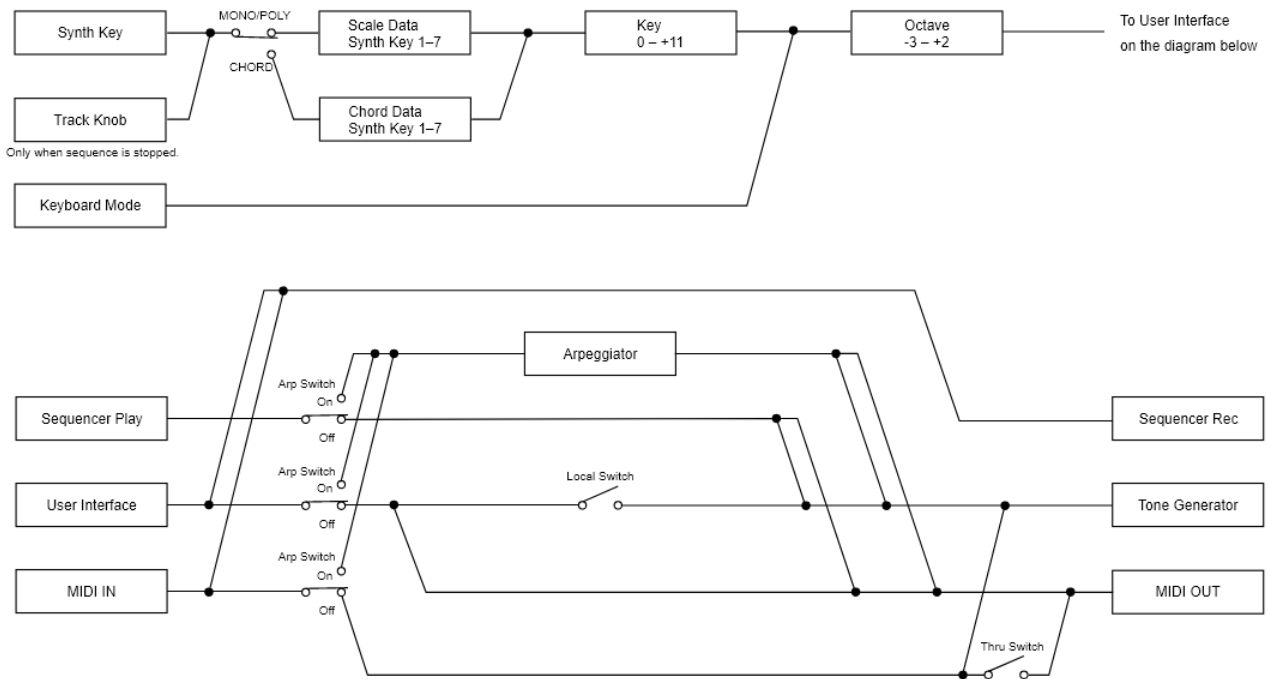 MONO/POLY
Synth Key
Scale Data
Synth Key 1–7
Key
0 – +11
Octave
-3 – +2
To User Interface
on the diagram below
CHORD
Track Knob
Chord Data
Synth Key 1–7
Only when sequence is stopped.
Keyboard Mode
Arpeggiator
Arp Switch
On
Sequencer Play
Off
Sequencer Rec
Arp Switch
On
Local Switch
User Interface
Off
Tone Generator
Arp Switch
On
MIDI IN
Off
MIDI OUT
Thru Switch